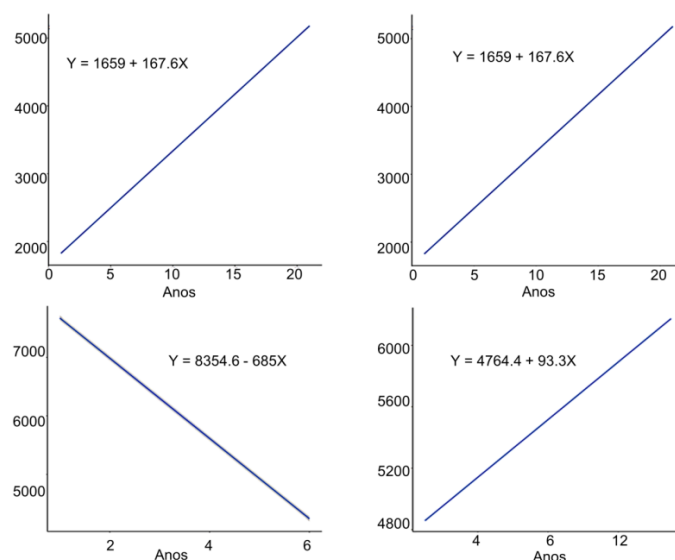 5000
Y = 1659 + 167.6X
4000
3000
2000
0 5 10 15 20
Anos
5000
Y = 1659 + 167.6X
4000
3000
2000
0 5 10 15 20
Anos
7000
Y = 8354.6 - 685X
6000
5000
2 4 6
Anos
6000
Y = 4764.4 + 93.3X
5600
5200
4800
4 6 12
Anos